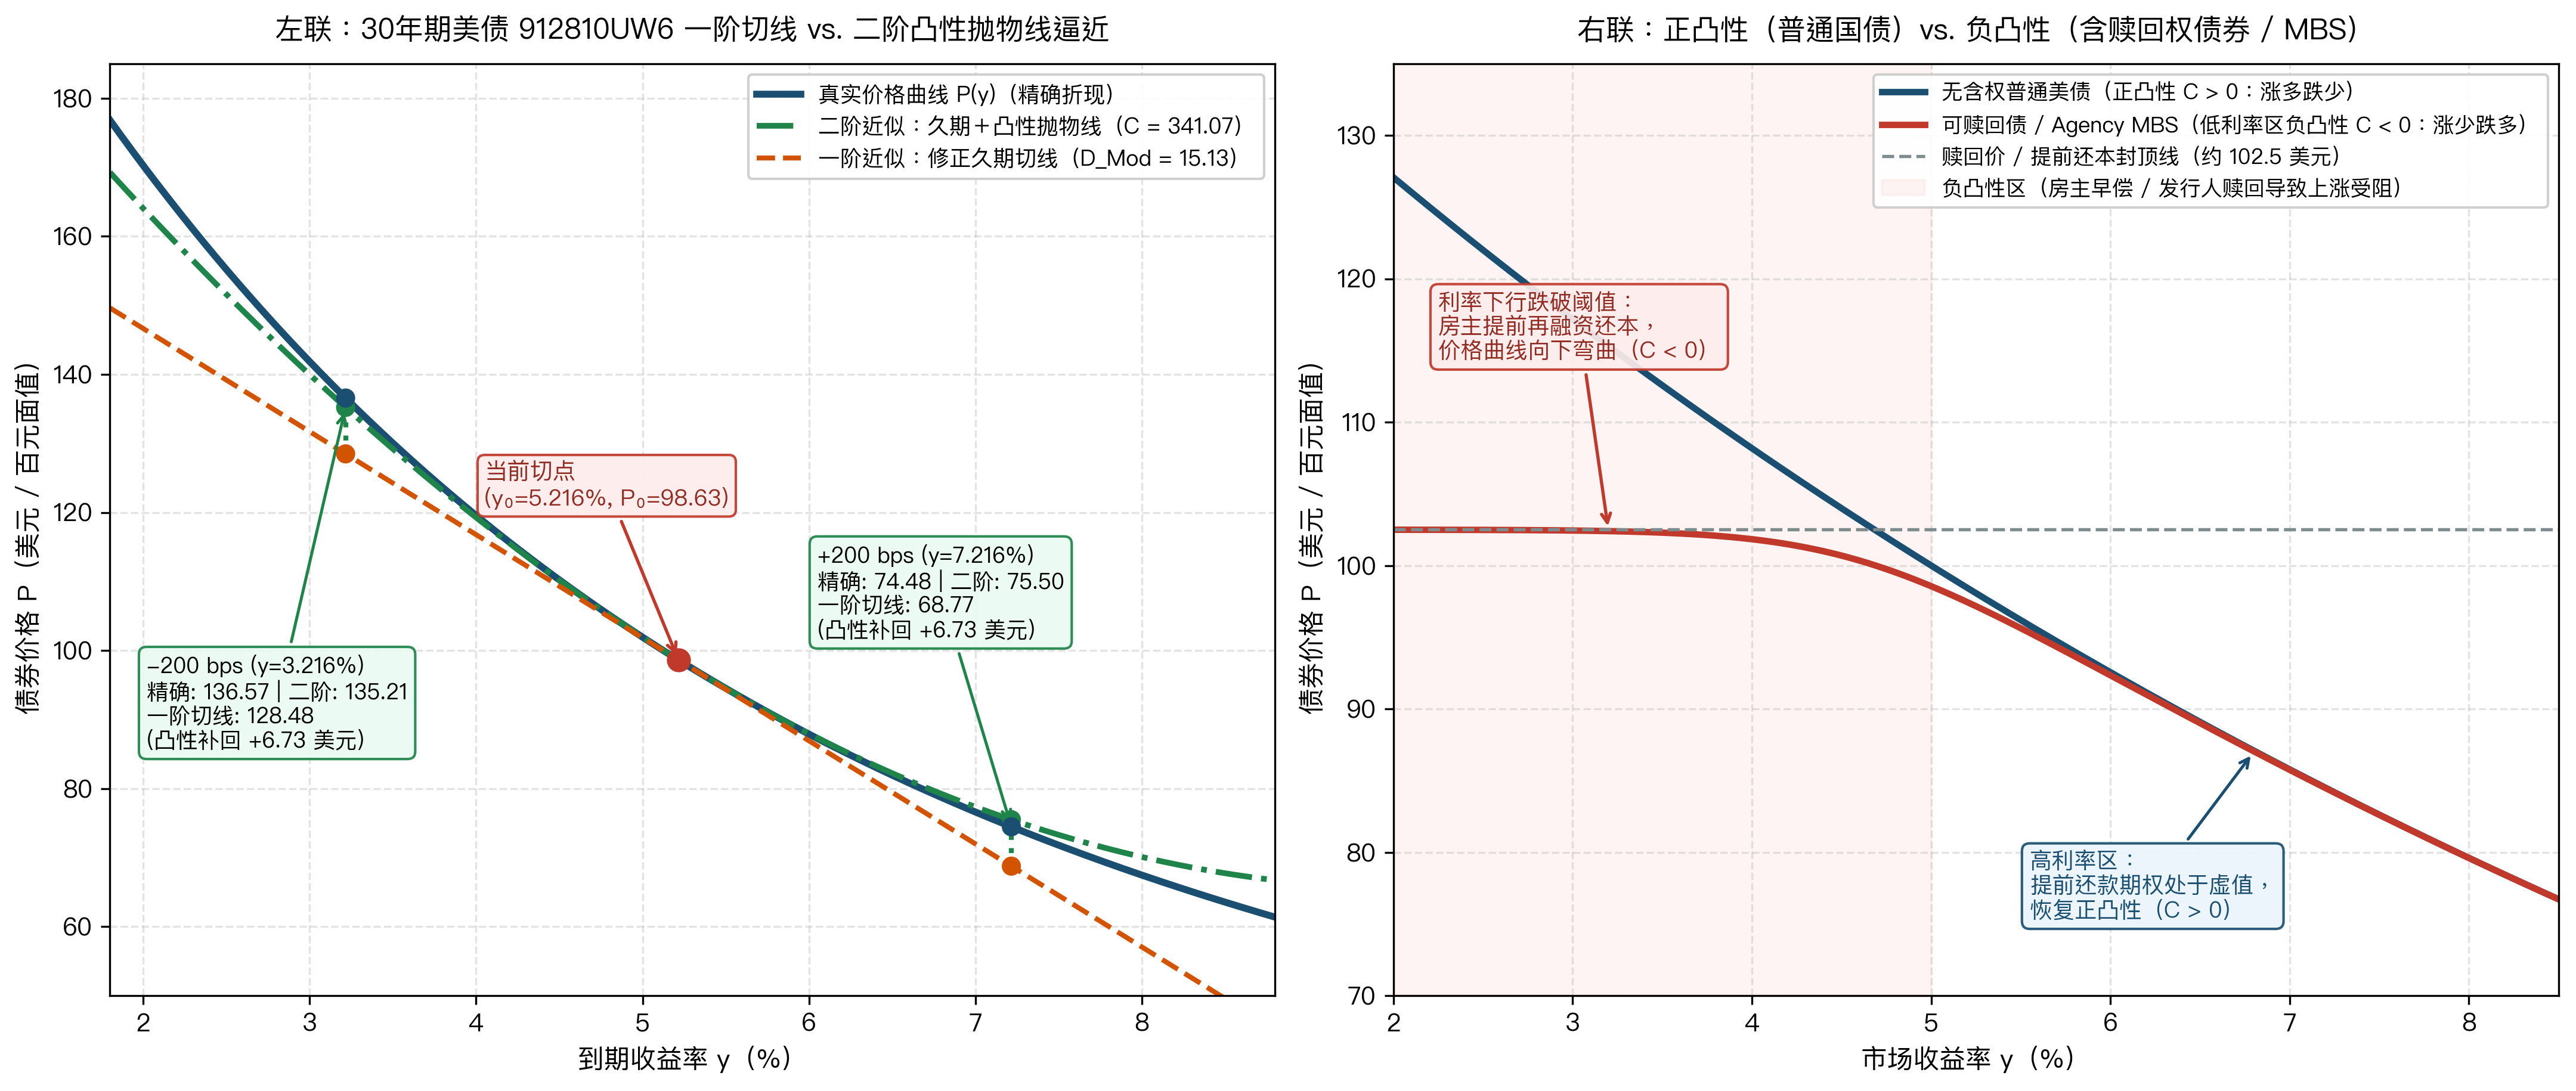 左联：30年期美债 912810UW6 一阶切线 vs. 二阶凸性抛物线逼近
债券价格 P（美元 / 百元面值）
180
160
140
120
100
80
60
真实价格曲线 P(y)（精确折现）
二阶近似：久期＋凸性抛物线（C = 341.07）
一阶近似：修正久期切线（D_Mod = 15.13）
当前切点
(y₀=5.216%, P₀=98.63)
+200 bps (y=7.216%)
精确: 74.48 | 二阶: 75.50
一阶切线: 68.77
(凸性补回 +6.73 美元)
−200 bps (y=3.216%)
精确: 136.57 | 二阶: 135.21
一阶切线: 128.48
(凸性补回 +6.73 美元)
2
3
4
5
6
7
8
到期收益率 y（%）
右联：正凸性（普通国债）vs. 负凸性（含赎回权债券 / MBS）
债券价格 P（美元 / 百元面值）
130
120
110
100
90
80
70
无含权普通美债（正凸性 C > 0：涨多跌少）
可赎回债 / Agency MBS（低利率区负凸性 C < 0：涨少跌多）
赎回价 / 提前还本封顶线（约 102.5 美元）
负凸性区（房主早偿 / 发行人赎回导致上涨受阻）
利率下行跌破阈值：
房主提前再融资还本，
价格曲线向下弯曲（C < 0）
高利率区：
提前还款期权处于虚值，
恢复正凸性（C > 0）
2
3
4
5
6
7
8
市场收益率 y（%）